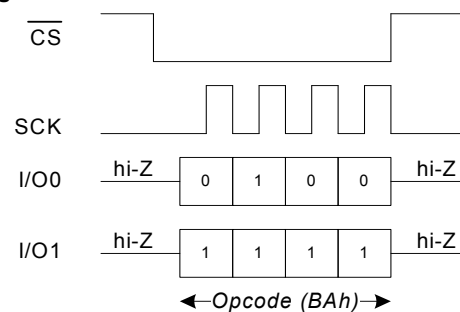 CS
SCK
I/O0 hi-Z 0 1 0 0 hi-Z
I/O1 hi-Z 1 1 1 1 hi-Z
Opcode (BAh)